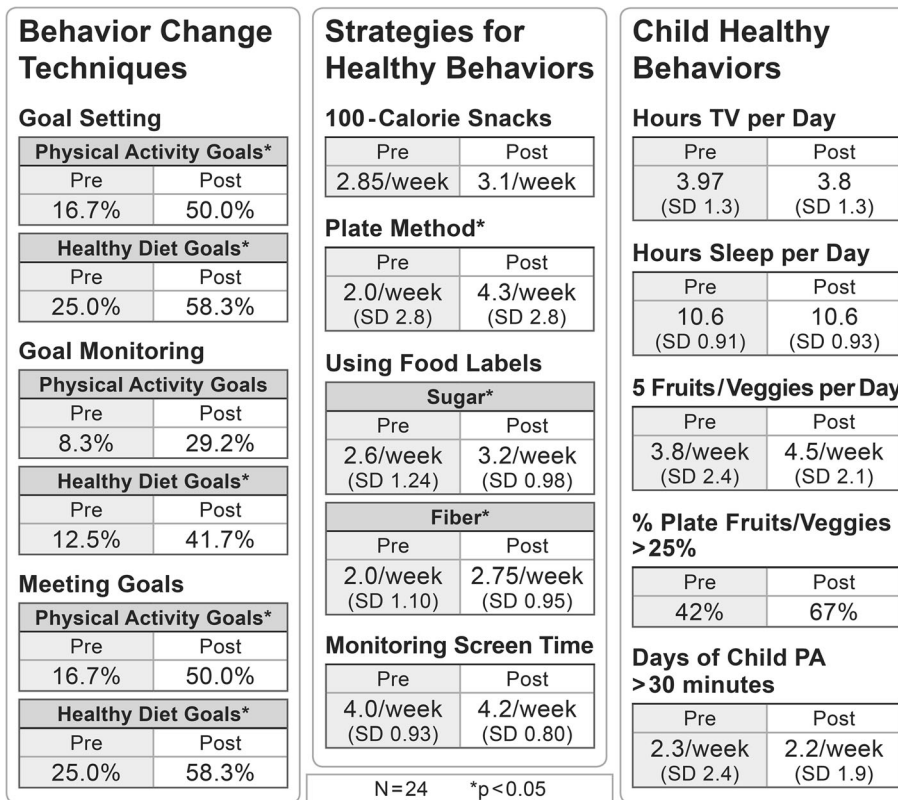 Behavior Change
Techniques
Goal Setting
Physical Activity Goals*
Pre Post
16.7% 50.0%
Healthy Diet Goals*
Pre Post
25.0% 58.3%
Goal Monitoring
Physical Activity Goals
Pre Post
8.3% 29.2%
Healthy Diet Goals*
Pre Post
12.5% 41.7%
Meeting Goals
Physical Activity Goals*
Pre Post
16.7% 50.0%
Healthy Diet Goals*
Pre Post
25.0% 58.3%
Strategies for
Healthy Behaviors
100-Calorie Snacks
Pre Post
2.85/week 3.1/week
Plate Method*
Pre Post
2.0/week 4.3/week
(SD 2.8) (SD 2.8)
Using Food Labels
Sugar*
Pre Post
2.6/week 3.2/week
(SD 1.24) (SD 0.98)
Fiber*
Pre Post
2.0/week 2.75/week
(SD 1.10) (SD 0.95)
Monitoring Screen Time
Pre Post
4.0/week 4.2/week
(SD 0.93) (SD 0.80)
N=24 *p<0.05
Child Healthy
Behaviors
Hours TV per Day
Pre Post
3.97 3.8
(SD 1.3) (SD 1.3)
Hours Sleep per Day
Pre Post
10.6 10.6
(SD 0.91) (SD 0.93)
5 Fruits/Veggies per Day
Pre Post
3.8/week 4.5/week
(SD 2.4) (SD 2.1)
% Plate Fruits/Veggies
>25%
Pre Post
42% 67%
Days of Child PA
>30 minutes
Pre Post
2.3/week 2.2/week
(SD 2.4) (SD 1.9)